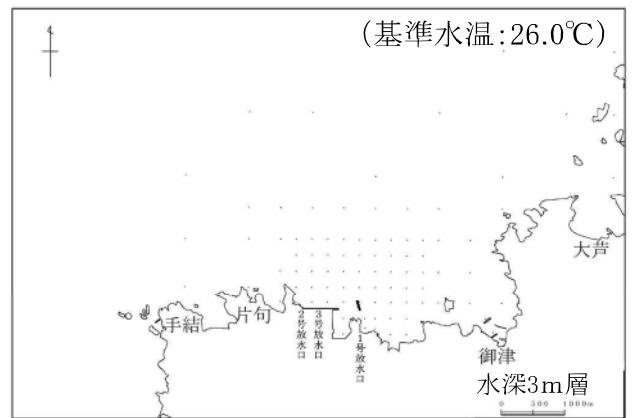 (基準水温:26.0℃)
大芦
手結
片句
2号放水口
3号放水口
1号放水口
御津
水深3m層
0 500 1000m